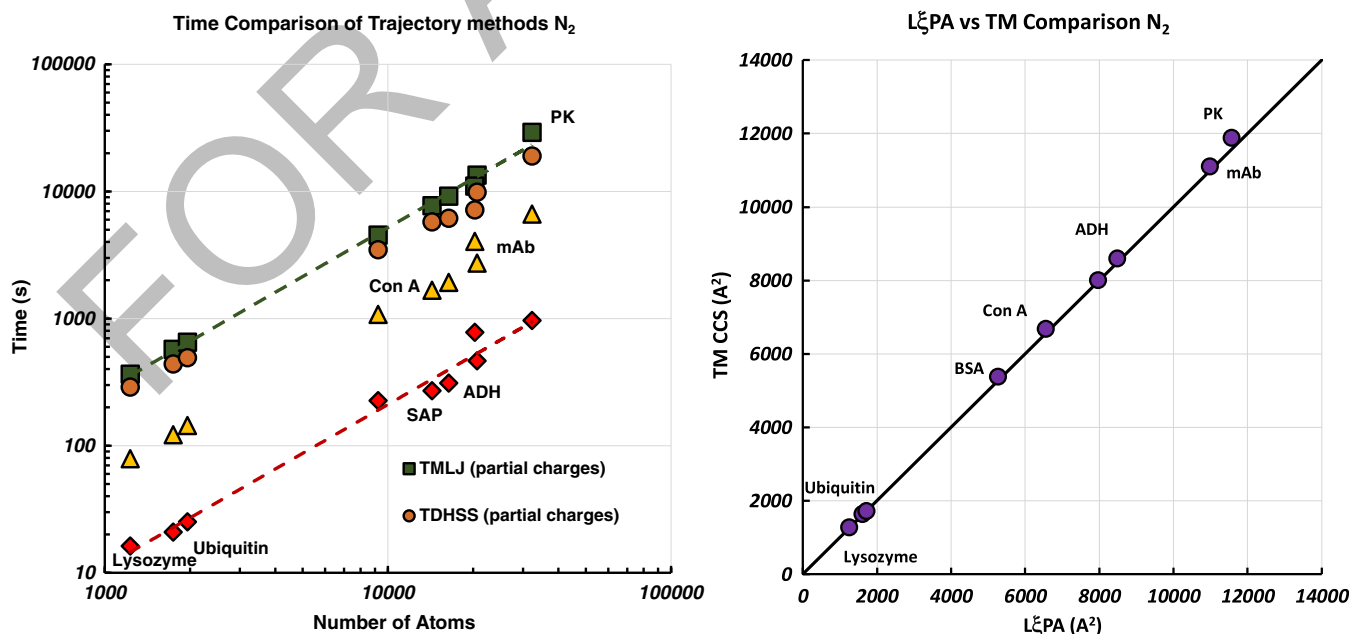 Time Comparison of Trajectory methods N2
100000
10000
1000
100
10
Time (s)
1000
10000
100000
Number of Atoms
PK
mAb
Con A
ADH
SAP
Ubiquitin
Lysozyme
TMLJ (partial charges)
TDHSS (partial charges)
FOR
LξPA vs TM Comparison N2
14000
12000
10000
8000
6000
4000
2000
0
TM CCS (A2)
0
2000
4000
6000
8000
10000
12000
14000
LξPA (A2)
PK
mAb
ADH
Con A
BSA
Ubiquitin
Lysozyme